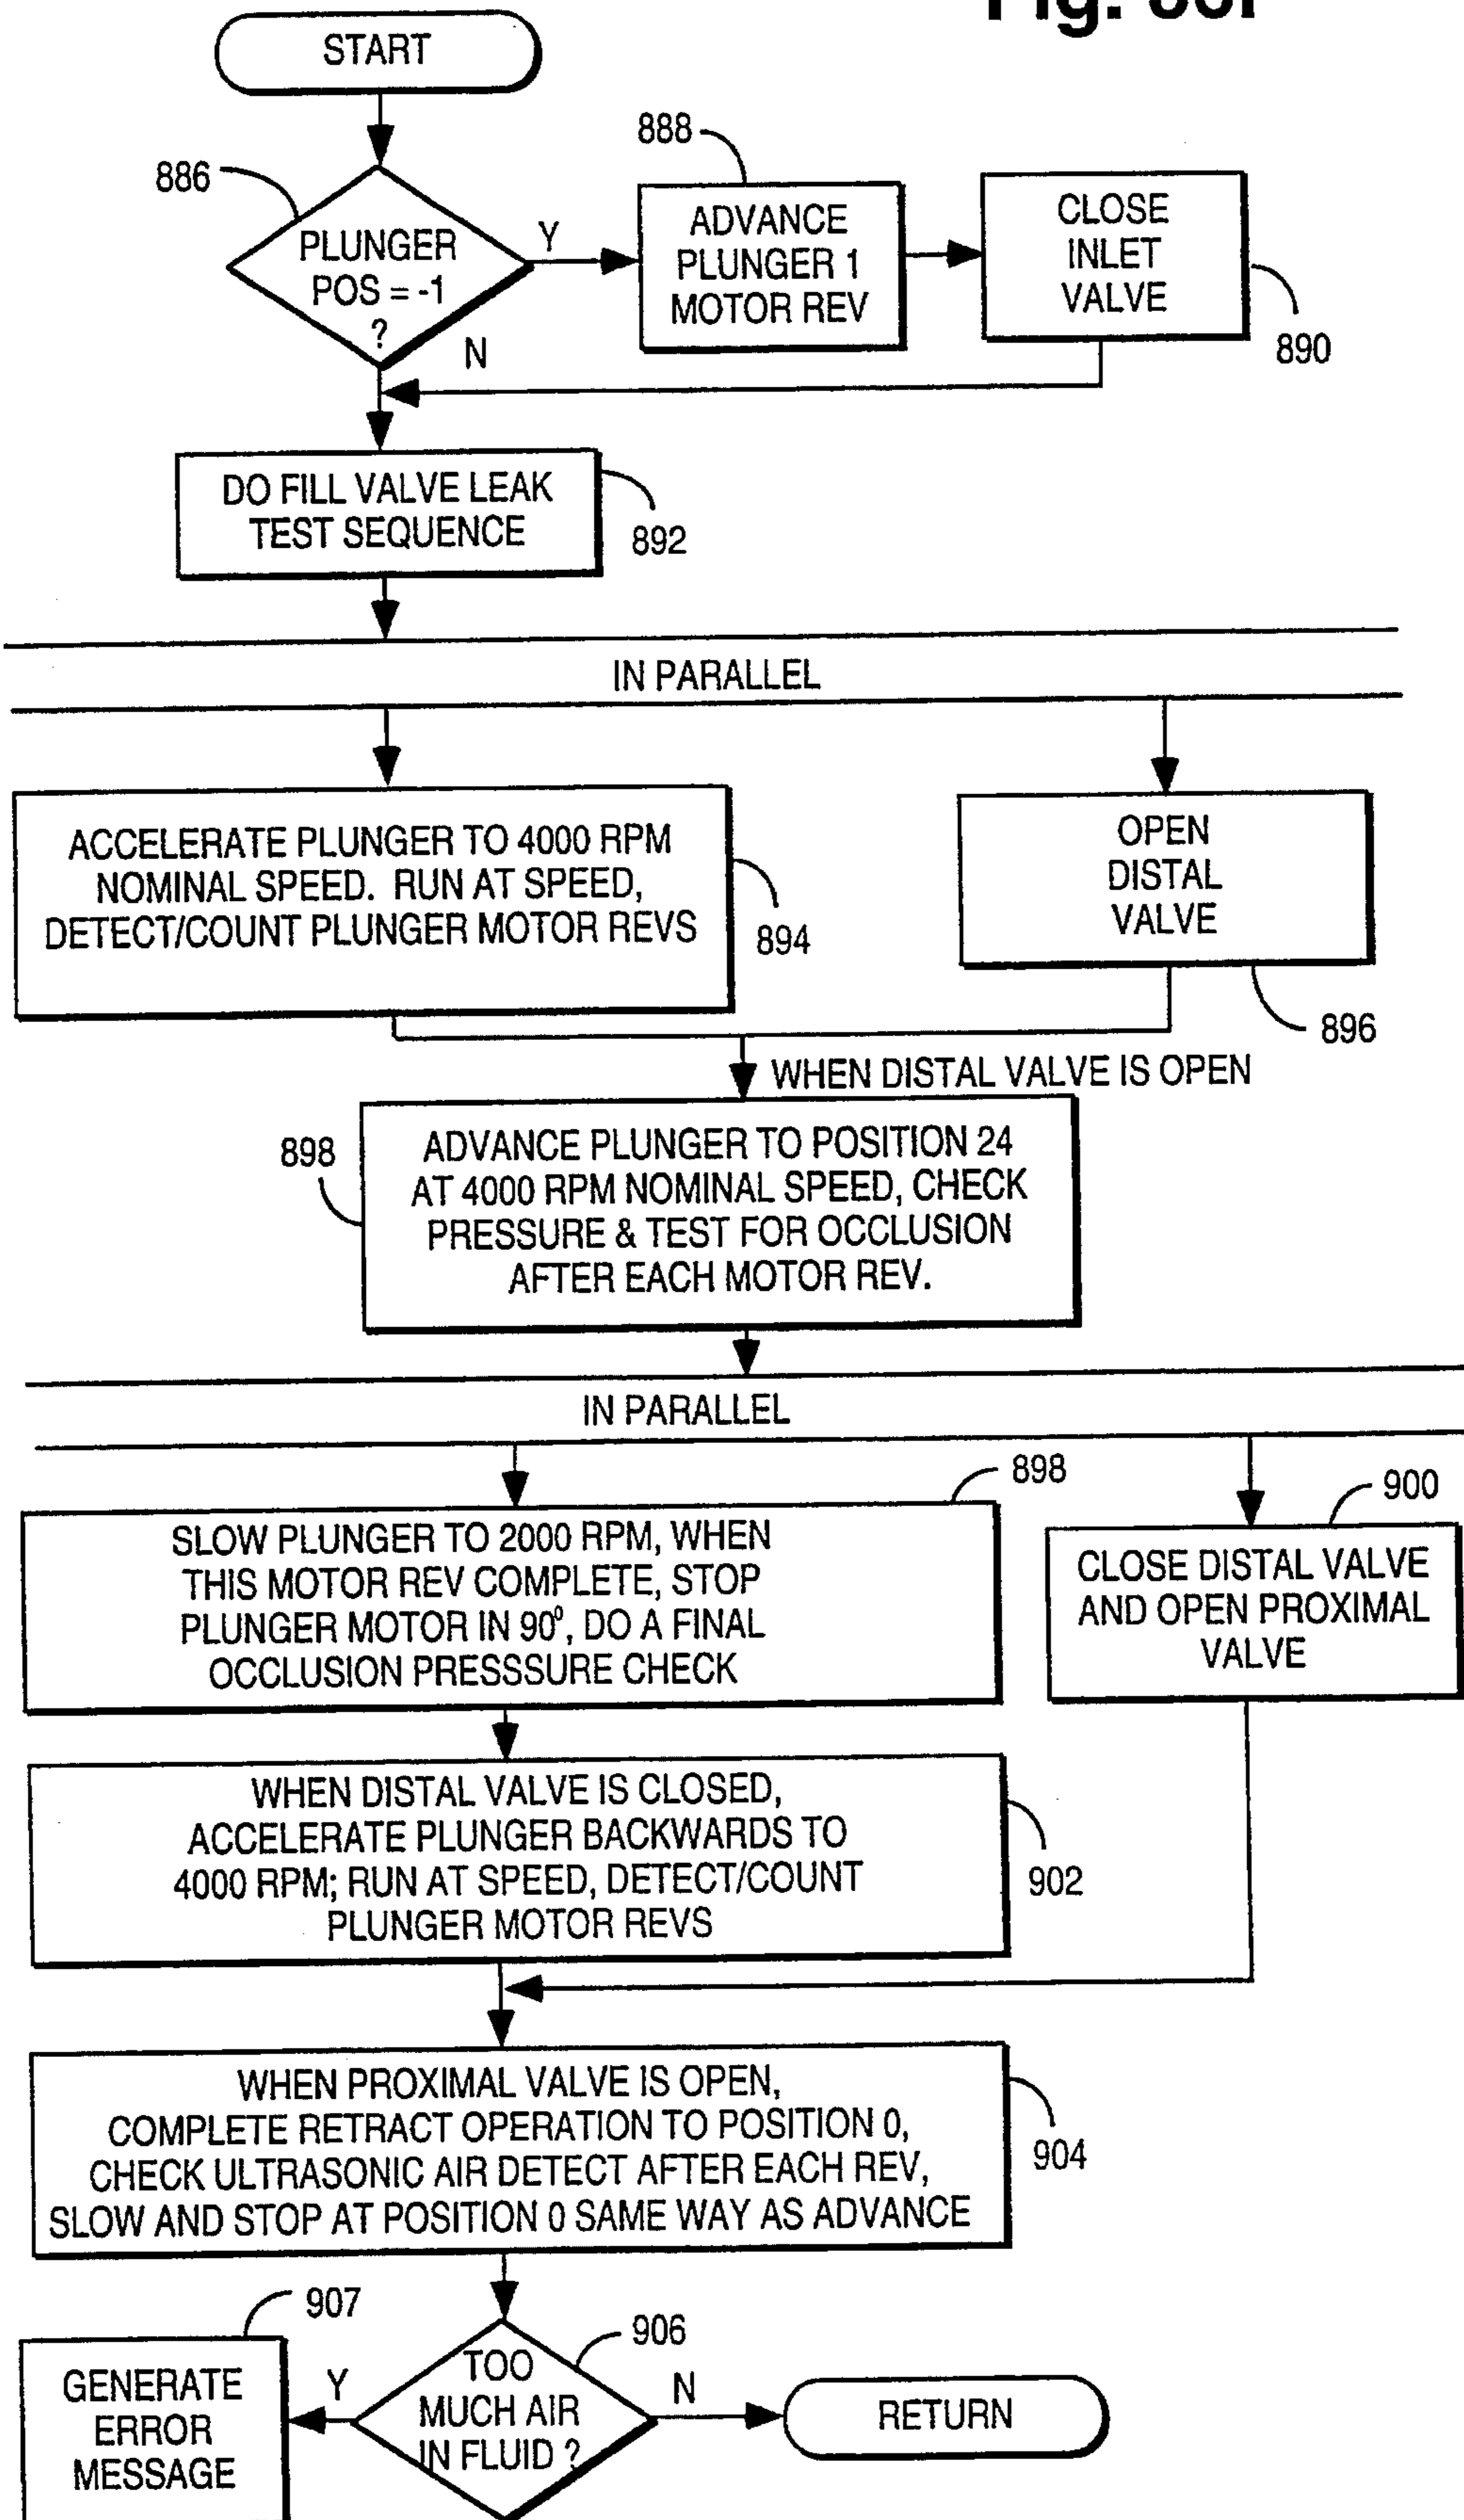 START
886
PLUNGER
POS = -1
?
Y
N
888
ADVANCE
PLUNGER 1
MOTOR REV
CLOSE
INLET
VALVE
890
DO FILL VALVE LEAK
TEST SEQUENCE
892
IN PARALLEL
ACCELERATE PLUNGER TO 4000 RPM
NOMINAL SPEED. RUN AT SPEED,
DETECT/COUNT PLUNGER MOTOR REVS
894
OPEN
DISTAL
VALVE
896
WHEN DISTAL VALVE IS OPEN
898
ADVANCE PLUNGER TO POSITION 24
AT 4000 RPM NOMINAL SPEED, CHECK
PRESSURE & TEST FOR OCCLUSION
AFTER EACH MOTOR REV.
IN PARALLEL
898
SLOW PLUNGER TO 2000 RPM, WHEN
THIS MOTOR REV COMPLETE, STOP
PLUNGER MOTOR IN 90⁰, DO A FINAL
OCCLUSION PRESSSURE CHECK
900
CLOSE DISTAL VALVE
AND OPEN PROXIMAL
VALVE
WHEN DISTAL VALVE IS CLOSED,
ACCELERATE PLUNGER BACKWARDS TO
4000 RPM; RUN AT SPEED, DETECT/COUNT
PLUNGER MOTOR REVS
902
WHEN PROXIMAL VALVE IS OPEN,
COMPLETE RETRACT OPERATION TO POSITION 0,
CHECK ULTRASONIC AIR DETECT AFTER EACH REV,
SLOW AND STOP AT POSITION 0 SAME WAY AS ADVANCE
904
907
GENERATE
ERROR
MESSAGE
Y
906
TOO
MUCH AIR
IN FLUID ?
N
RETURN